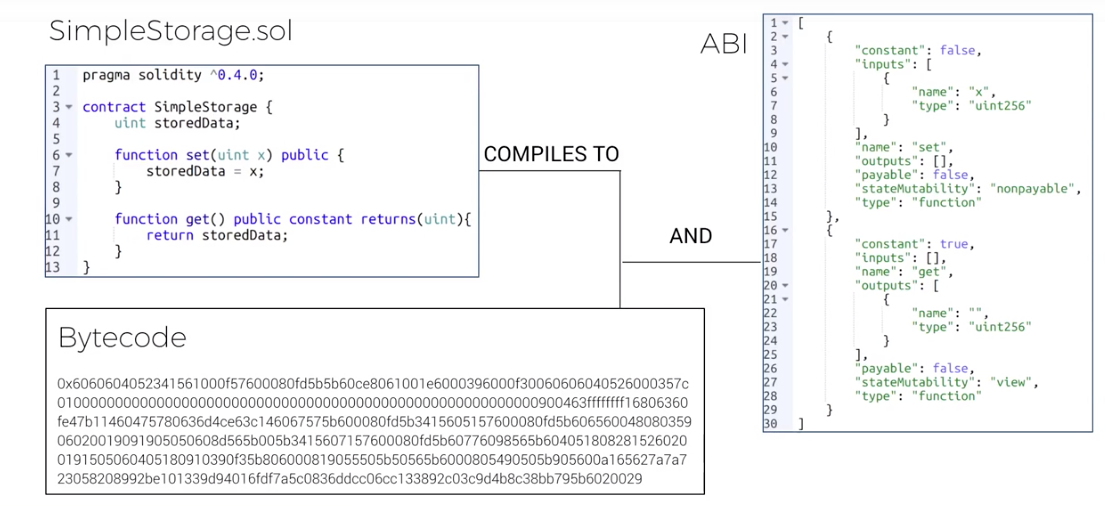 SimpleStorage.sol
1 pragma solidity ^0.4.0;
2
3 contract SimpleStorage {
4 uint storedData;
5
6 function set(uint x) public {
7 storedData = x;
8 }
9
10 function get() public constant returns(uint){
11 return storedData;
12 }
13 }
COMPILES TO
AND
Bytecode
0x6060604052341561000f57600080fd5b5b60ce8061001e6000396000f30060606040526000357c
fe47b11460475780636d4ce63c146067575b600080fd5b3415605157600080fd5b606560048080359
0602001909190505050608d565b005b3415607157600080fd5b60776098565b604051808281526020
0191505060405180910390f35b806000819055505b50565b6000805490505b905600a165627a7a7
23058208992be101339d94016fdf7a5c0836ddcc06cc133892c03c9d4b8c38bb795b6020029
ABI
1 [
2 {
3 "constant": false,
4 "inputs": [
5 {
6 "name": "x",
7 "type": "uint256"
8 }
9 ],
10 "name": "set",
11 "outputs": [],
12 "payable": false,
13 "stateMutability": "nonpayable",
14 "type": "function"
15 },
16 {
17 "constant": true,
18 "inputs": [],
19 "name": "get",
20 "outputs": [
21 {
22 "name": "",
23 "type": "uint256"
24 }
25 ],
26 "payable": false,
27 "stateMutability": "view",
28 "type": "function"
29 }
30 ]